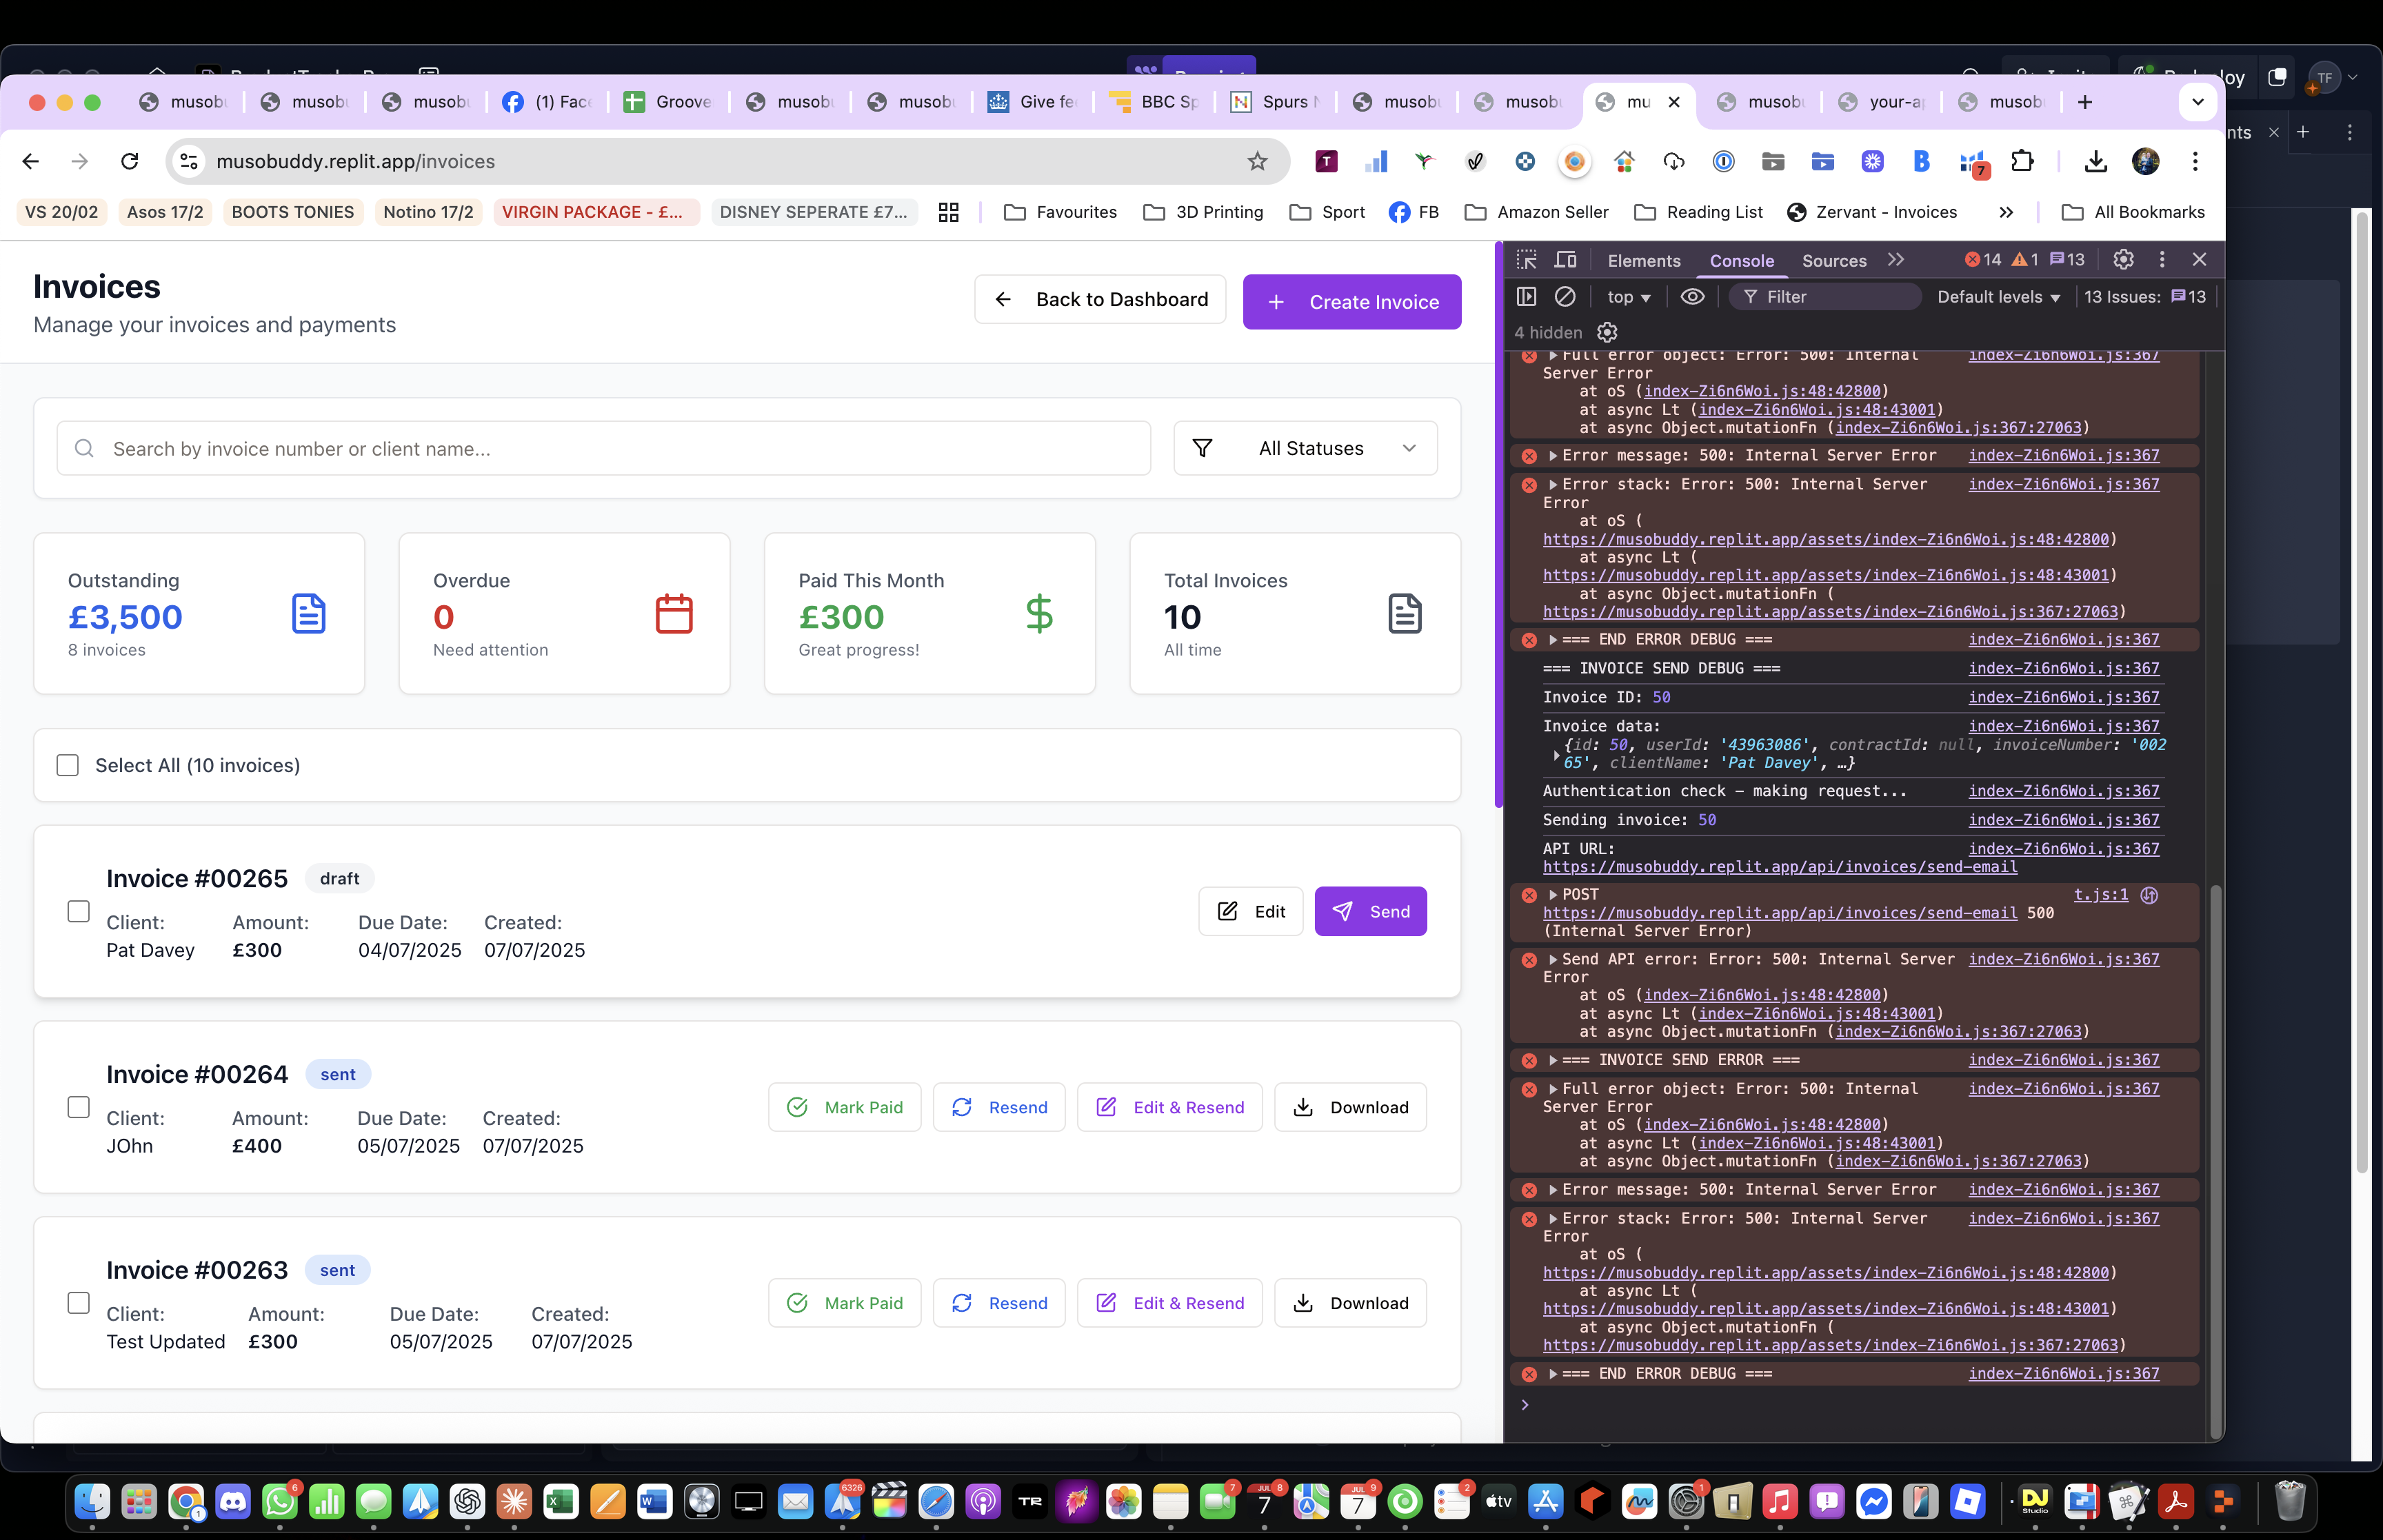 musob
musob
musob
(1) Fac
Groove
musob
musob
Give fe
BBC Sp
Spurs N
musob
musob
mu
musob
your-a
musob
nts
TF
musobuddy.replit.app/invoices
7
VS 20/02
Asos 17/2
BOOTS TONIES
Notino 17/2
VIRGIN PACKAGE - £...
DISNEY SEPERATE £7...
Favourites
3D Printing
Sport
FB
Amazon Seller
Reading List
Zervant - Invoices
All Bookmarks
Invoices
Manage your invoices and payments
Back to Dashboard
Create Invoice
Search by invoice number or client name...
All Statuses
Outstanding
£3,500
8 invoices
Overdue
0
Need attention
Paid This Month
£300
Great progress!
Total Invoices
10
All time
Select All (10 invoices)
Invoice #00265 draft
Client: Amount: Due Date: Created:
Pat Davey £300 04/07/2025 07/07/2025
Edit
Send
Invoice #00264 sent
Client: Amount: Due Date: Created:
JOhn £400 05/07/2025 07/07/2025
Mark Paid
Resend
Edit & Resend
Download
Invoice #00263 sent
Client: Amount: Due Date: Created:
Test Updated £300 05/07/2025 07/07/2025
Mark Paid
Resend
Edit & Resend
Download
Elements Console Sources 14 1 13
top Filter Default levels 13 Issues: 13
4 hidden
Full error object: Error: 500: Internal index-Zi6n6Woi.js:367
Server Error
at oS (index-Zi6n6Woi.js:48:42800)
at async Lt (index-Zi6n6Woi.js:48:43001)
at async Object.mutationFn (index-Zi6n6Woi.js:367:27063)
Error message: 500: Internal Server Error index-Zi6n6Woi.js:367
Error stack: Error: 500: Internal Server index-Zi6n6Woi.js:367
Error
at oS (
https://musobuddy.replit.app/assets/index-Zi6n6Woi.js:48:42800)
at async Lt (
https://musobuddy.replit.app/assets/index-Zi6n6Woi.js:48:43001)
at async Object.mutationFn (
https://musobuddy.replit.app/assets/index-Zi6n6Woi.js:367:27063)
=== END ERROR DEBUG === index-Zi6n6Woi.js:367
=== INVOICE SEND DEBUG === index-Zi6n6Woi.js:367
Invoice ID: 50 index-Zi6n6Woi.js:367
Invoice data: index-Zi6n6Woi.js:367
{id: 50, userId: '43963086', contractId: null, invoiceNumber: '002
65', clientName: 'Pat Davey', …}
Authentication check – making request... index-Zi6n6Woi.js:367
Sending invoice: 50 index-Zi6n6Woi.js:367
API URL: index-Zi6n6Woi.js:367
https://musobuddy.replit.app/api/invoices/send-email
POST t.js:1
https://musobuddy.replit.app/api/invoices/send-email 500
(Internal Server Error)
Send API error: Error: 500: Internal Server index-Zi6n6Woi.js:367
Error
at oS (index-Zi6n6Woi.js:48:42800)
at async Lt (index-Zi6n6Woi.js:48:43001)
at async Object.mutationFn (index-Zi6n6Woi.js:367:27063)
=== INVOICE SEND ERROR === index-Zi6n6Woi.js:367
Full error object: Error: 500: Internal index-Zi6n6Woi.js:367
Server Error
at oS (index-Zi6n6Woi.js:48:42800)
at async Lt (index-Zi6n6Woi.js:48:43001)
at async Object.mutationFn (index-Zi6n6Woi.js:367:27063)
Error message: 500: Internal Server Error index-Zi6n6Woi.js:367
Error stack: Error: 500: Internal Server index-Zi6n6Woi.js:367
Error
at oS (
https://musobuddy.replit.app/assets/index-Zi6n6Woi.js:48:42800)
at async Lt (
https://musobuddy.replit.app/assets/index-Zi6n6Woi.js:48:43001)
at async Object.mutationFn (
https://musobuddy.replit.app/assets/index-Zi6n6Woi.js:367:27063)
=== END ERROR DEBUG === index-Zi6n6Woi.js:367
1
6
6326
TR
7
JUL 8
7
JUL 9
7
2
tv
1
DJ
Studio